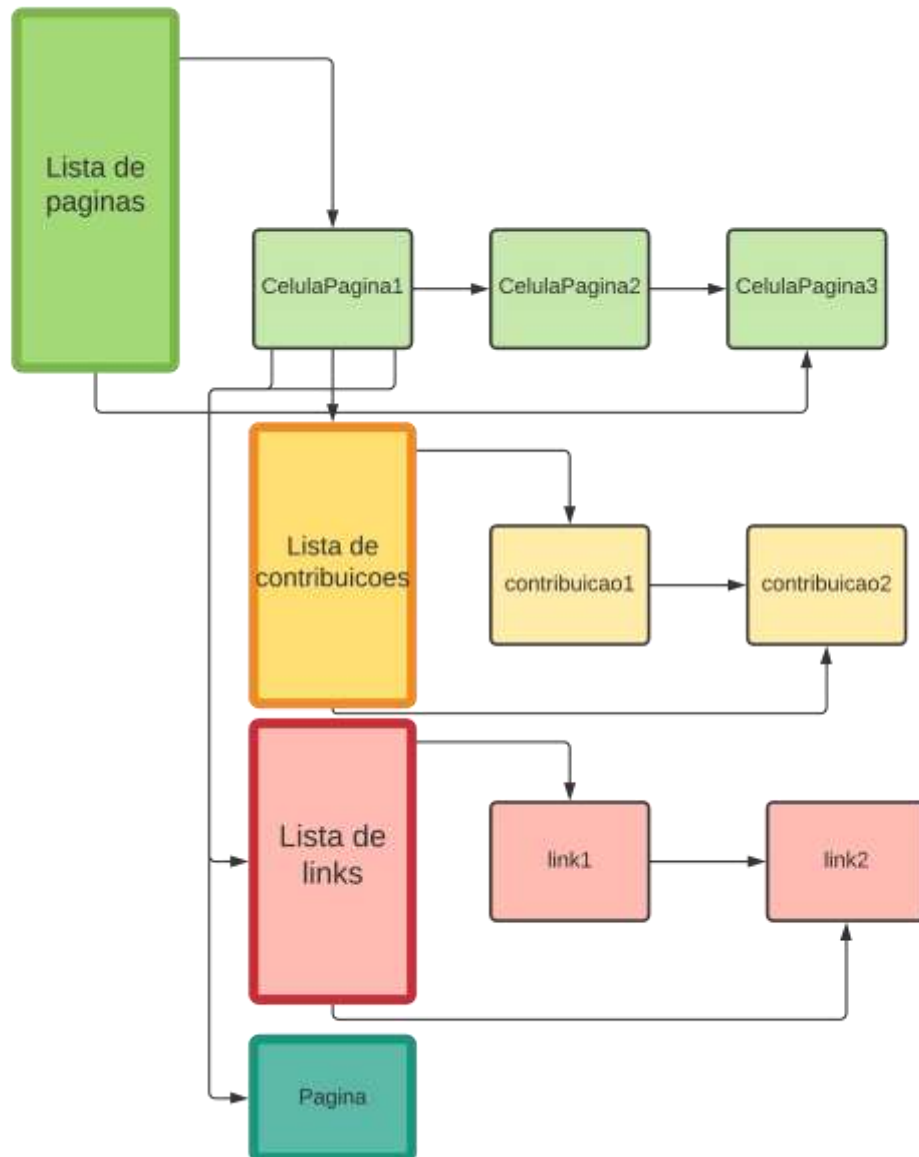 Lista de
paginas
CelulaPagina1
CelulaPagina2
CelulaPagina3
Lista de
contribuicoes
contribuicao1
contribuicao2
Lista de
links
link1
link2
Pagina